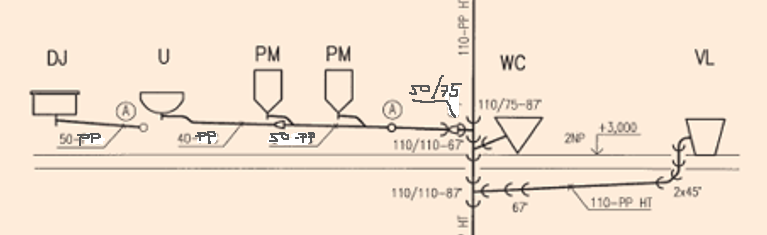 110-PP HT
DJ
U
PM
PM
WC
VL
50/75
A
A
110/75-87°
50-PP
40-PP
50-PP
110/110-67°
2NP
+3,000
110/110-87°
67°
2x45°
110-PP HT
HT